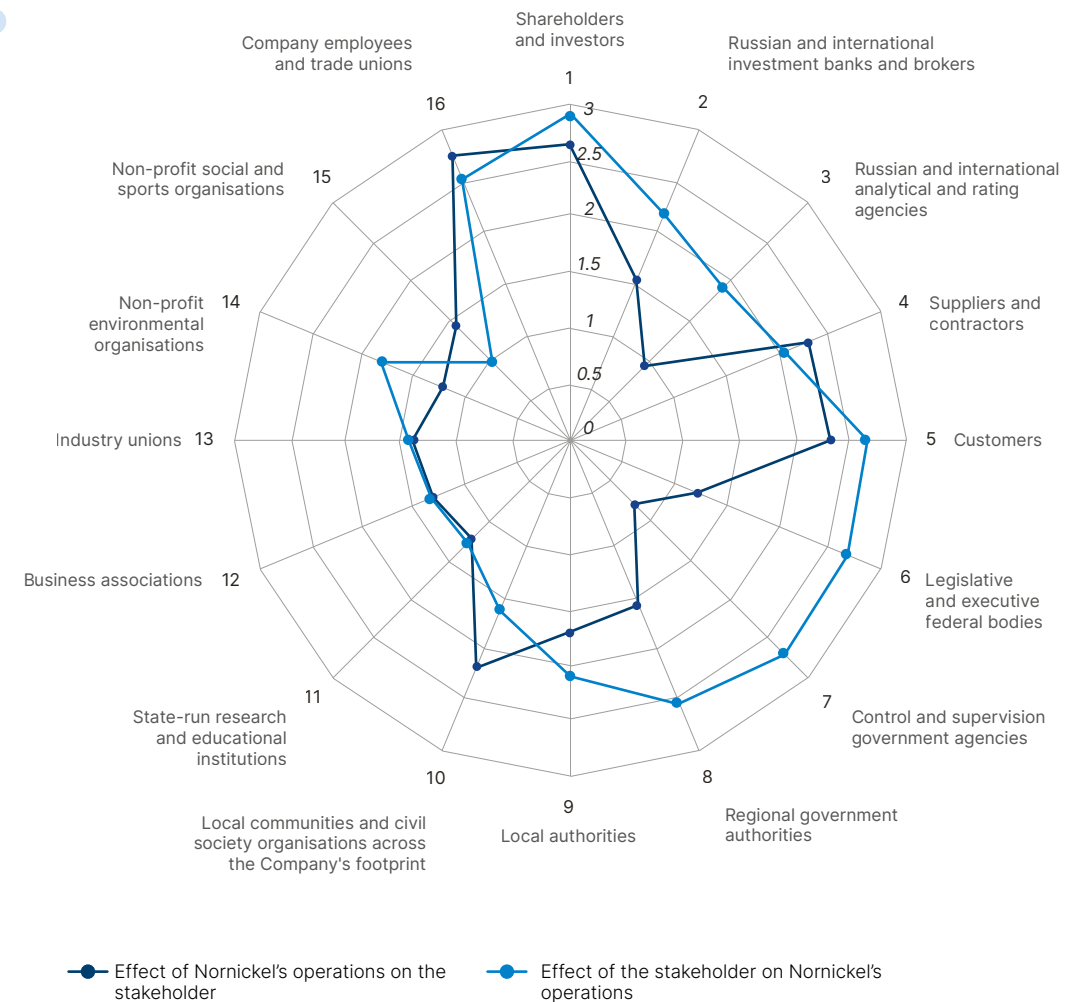 Shareholders
and investors
1
Russian and international
investment banks and brokers
2
Russian and international
analytical and rating
agencies
3
4
Suppliers and
contractors
5
Customers
6
Legislative
and executive
federal bodies
7
Control and supervision
government agencies
8
Regional government
authorities
9
Local authorities
10
Local communities and civil
society organisations across
the Company's footprint
11
State-run research
and educational
institutions
Business associations
12
Industry unions
13
Non-profit
environmental
organisations
14
Non-profit social and
sports organisations
15
Company employees
and trade unions
16
3
2.5
2
1.5
1
0.5
0
Effect of Nornickel’s operations on the
stakeholder
Effect of the stakeholder on Nornickel’s
operations